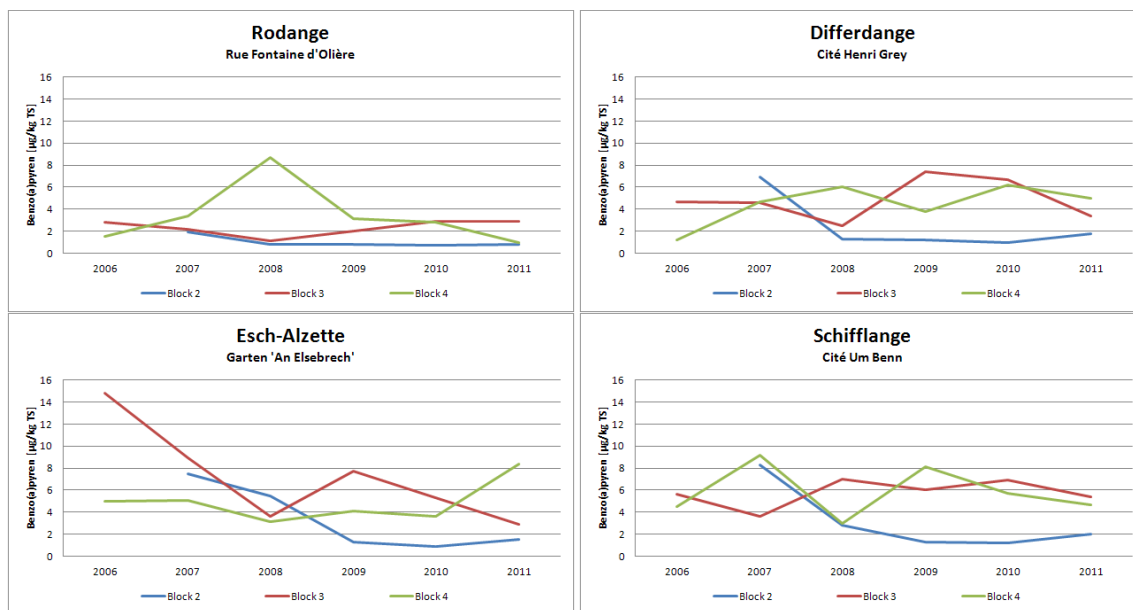 Rodange
Rue Fontaine d'Olière
Benzo(a)pyren [µg/kg TS]
16
14
12
10
8
6
4
2
0
2006 2007 2008 2009 2010 2011
Block 2 Block 3 Block 4
Differdange
Cité Henri Grey
Benzo(a)pyren [µg/kg TS]
16
14
12
10
8
6
4
2
0
2006 2007 2008 2009 2010 2011
Block 2 Block 3 Block 4
Esch-Alzette
Garten 'An Elsebrech'
Benzo(a)pyren [µg/kg TS]
16
14
12
10
8
6
4
2
0
2006 2007 2008 2009 2010 2011
Block 2 Block 3 Block 4
Schifflange
Cité Um Benn
Benzo(a)pyren [µg/kg TS]
16
14
12
10
8
6
4
2
0
2006 2007 2008 2009 2010 2011
Block 2 Block 3 Block 4